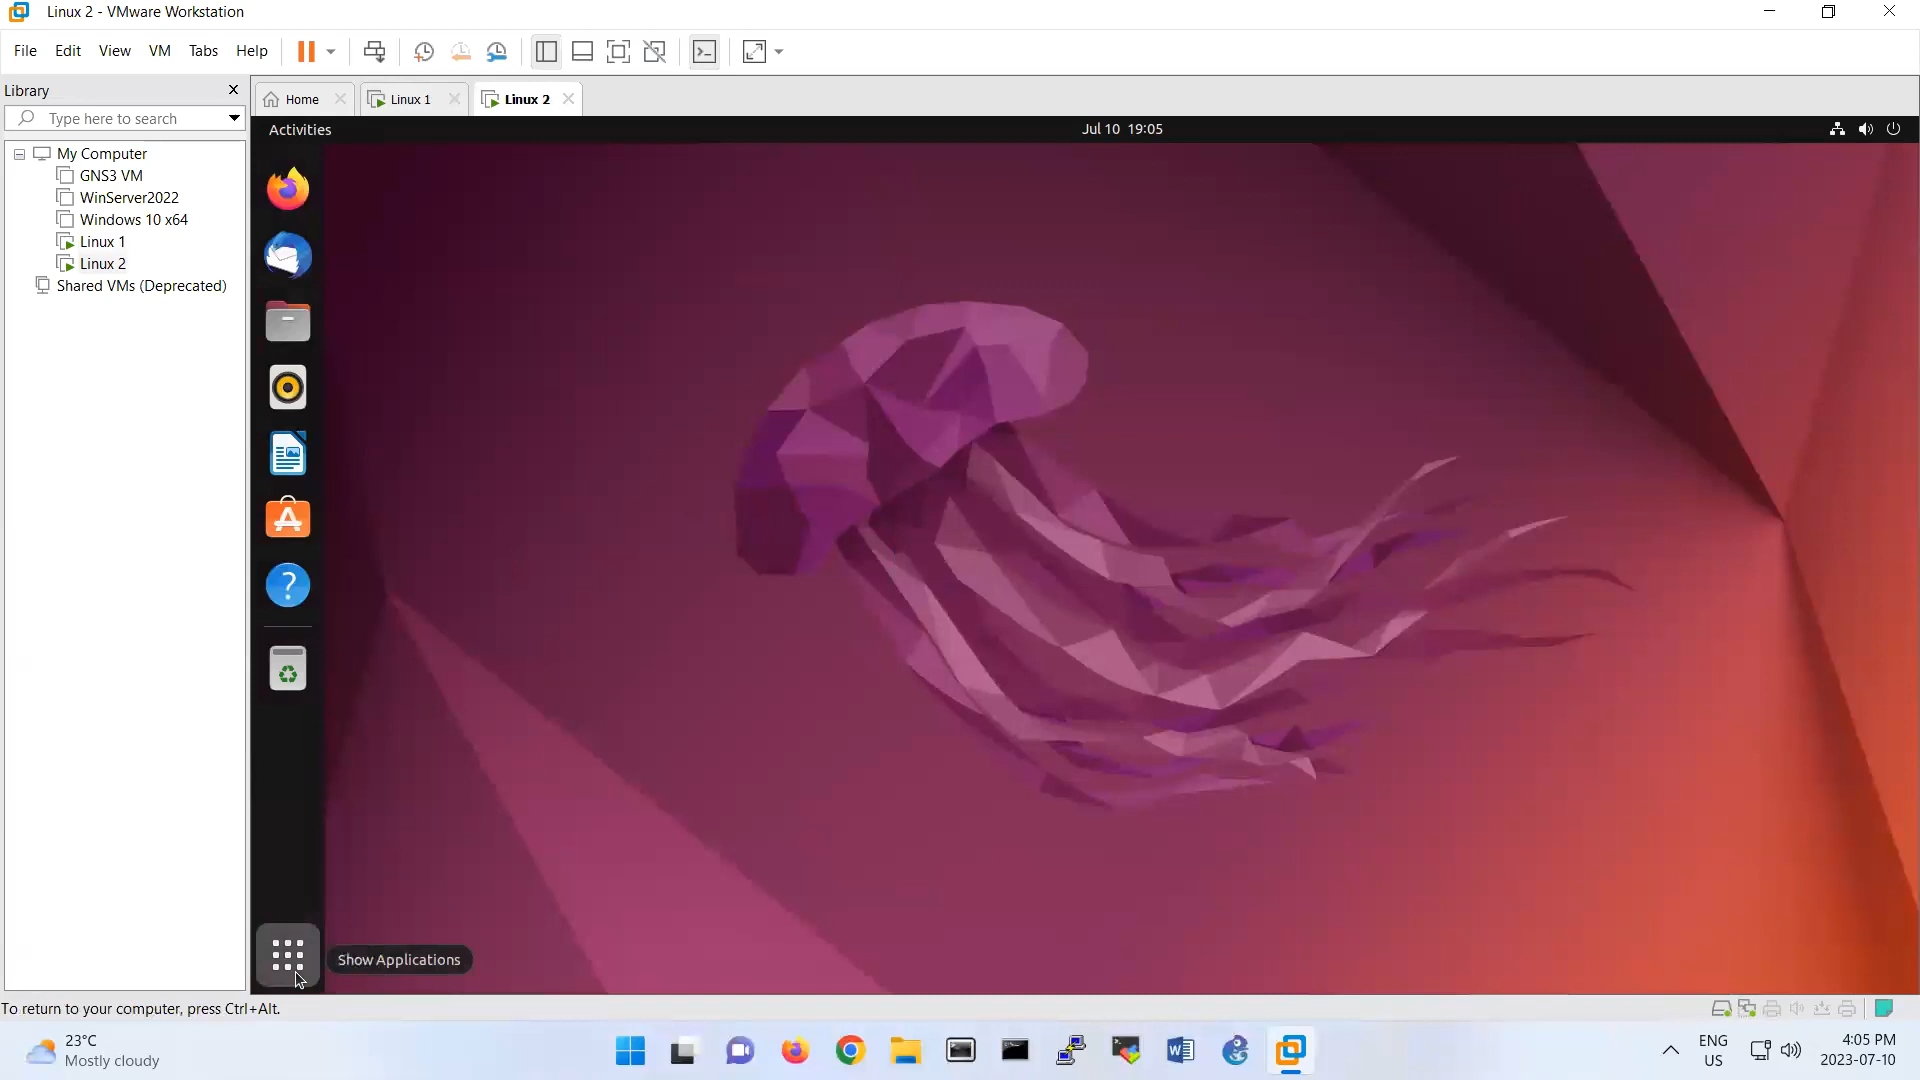 Linux 2 - VMware Workstation
File Edit View VM Tabs Help
Library
Type here to search
My Computer
GNS3 VM
WinServer2022
Windows 10 x64
Linux 1
Linux 2
Shared VMs (Deprecated)
Home
Linux 1
Linux 2
Activities
Jul 10 19:05
Show Applications
To return to your computer, press Ctrl+Alt.
23°C
Mostly cloudy
ENG
US
4:05 PM
2023-07-10